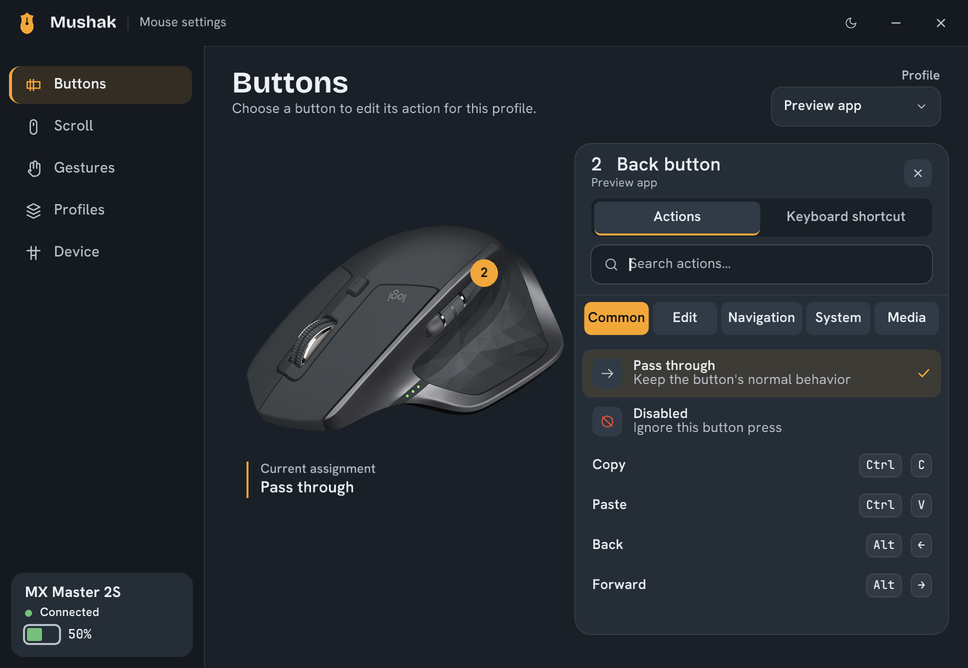 Mushak
Mouse settings
Buttons
Scroll
Gestures
Profiles
Device
MX Master 2S
Connected
50%
Buttons
Choose a button to edit its action for this profile.
Profile
Preview app
logi
2
Current assignment
Pass through
2 Back button
Preview app
Actions
Keyboard shortcut
Search actions...
Common
Edit
Navigation
System
Media
Pass through
Keep the button's normal behavior
Disabled
Ignore this button press
Copy Ctrl C
Paste Ctrl V
Back Alt ←
Forward Alt →